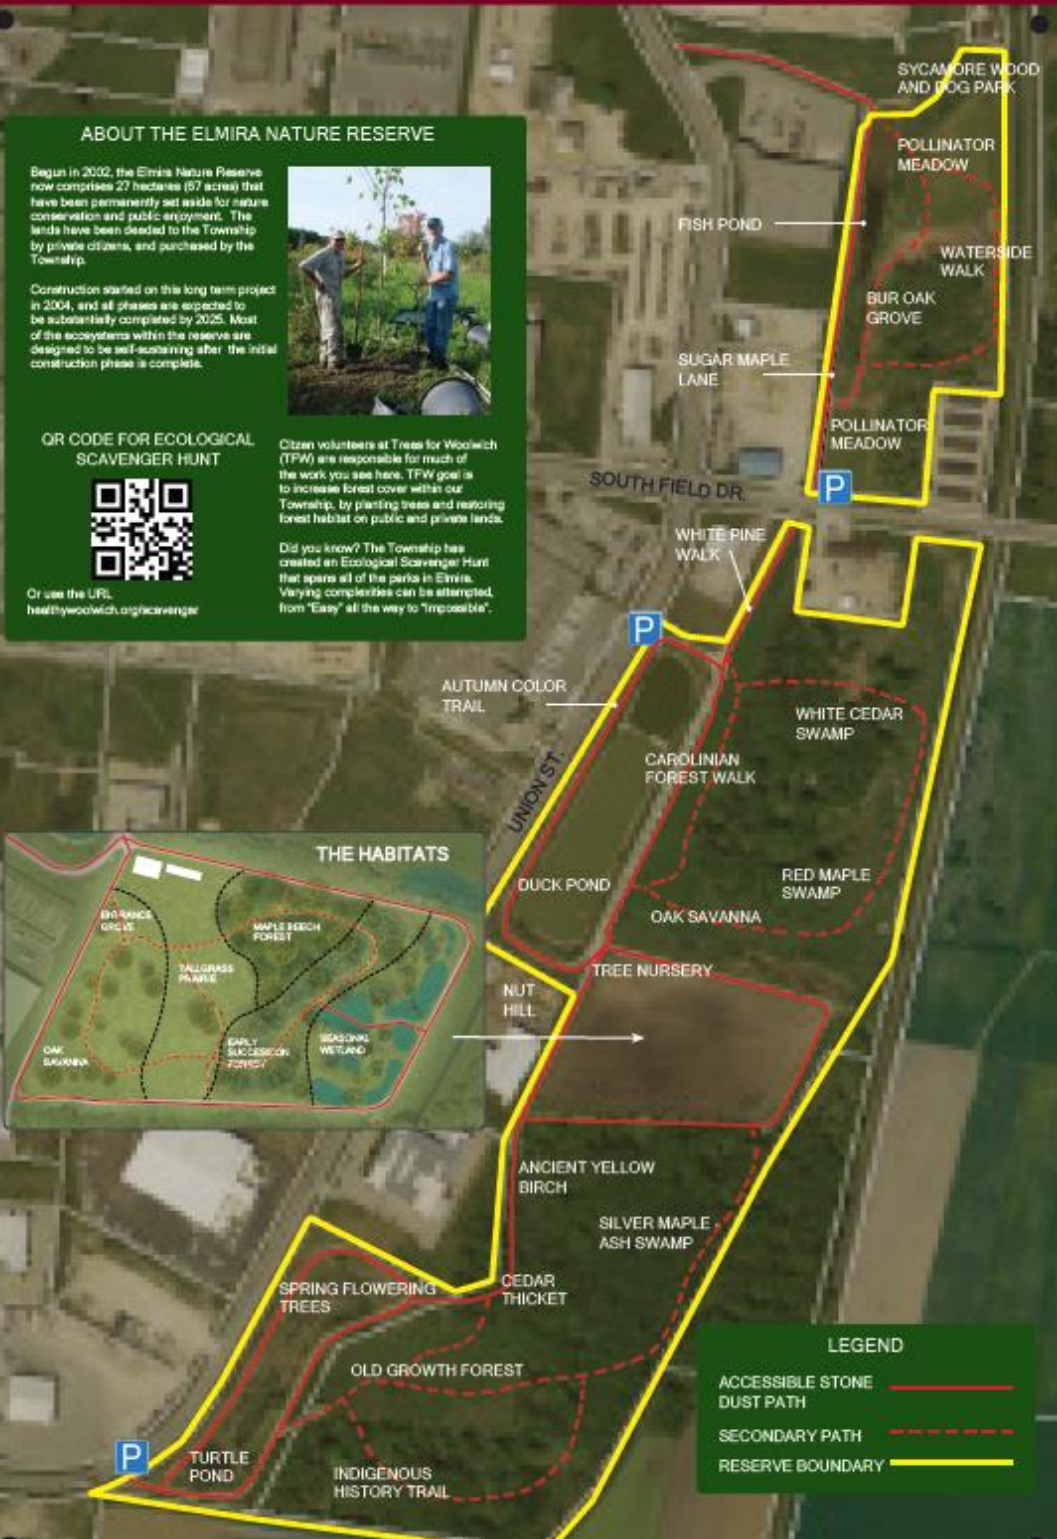 ABOUT THE ELMIRA NATURE RESERVE
Begun in 2002, the Elmira Nature Reserve
now comprises 27 hectares (67 acres) that
have been permanently set aside for nature
conservation and public enjoyment. The
lands have been deeded to the Township
by private citizens, and purchased by the
Township.
Construction started on this long term project
in 2004, and all phases are expected to
be substantially completed by 2025. Most
of the ecosystems within the reserve are
designed to be self-sustaining after the initial
construction phase is complete.
QR CODE FOR ECOLOGICAL
SCAVENGER HUNT
Or use the URL
healthywoolwich.org/scavenger
Citzen volunteers at Trees for Woolwich
(TFW) are responsible for much of
the work you see here. TFW goal is
to increase forest cover within our
Township, by planting trees and restoring
forest habitat on public and private lands.
Did you know? The Township has
created an Ecological Scavenger Hunt
that spans all of the parks in Elmira.
Varying complexities can be attempted,
from "Easy" all the way to "Impossible".
SYCAMORE WOOD
AND DOG PARK
POLLINATOR
MEADOW
FISH POND
WATERSIDE
WALK
BUR OAK
GROVE
SUGAR MAPLE
LANE
POLLINATOR
MEADOW
P
SOUTH FIELD DR.
WHITE PINE
WALK
P
AUTUMN COLOR
TRAIL
WHITE CEDAR
SWAMP
CAROLINIAN
FOREST WALK
UNION ST.
DUCK POND
RED MAPLE
SWAMP
OAK SAVANNA
TREE NURSERY
NUT
HILL
THE HABITATS
ENTRANCE
GROVE
MAPLE BEECH
FOREST
TALLGRASS
PRAIRIE
OAK
SAVANNA
EARLY
SUCCESSION
FOREST
SEASONAL
WETLAND
ANCIENT YELLOW
BIRCH
SILVER MAPLE -
ASH SWAMP
SPRING FLOWERING
TREES
CEDAR
THICKET
OLD GROWTH FOREST
P
TURTLE
POND
INDIGENOUS
HISTORY TRAIL
LEGEND
ACCESSIBLE STONE
DUST PATH
SECONDARY PATH
RESERVE BOUNDARY